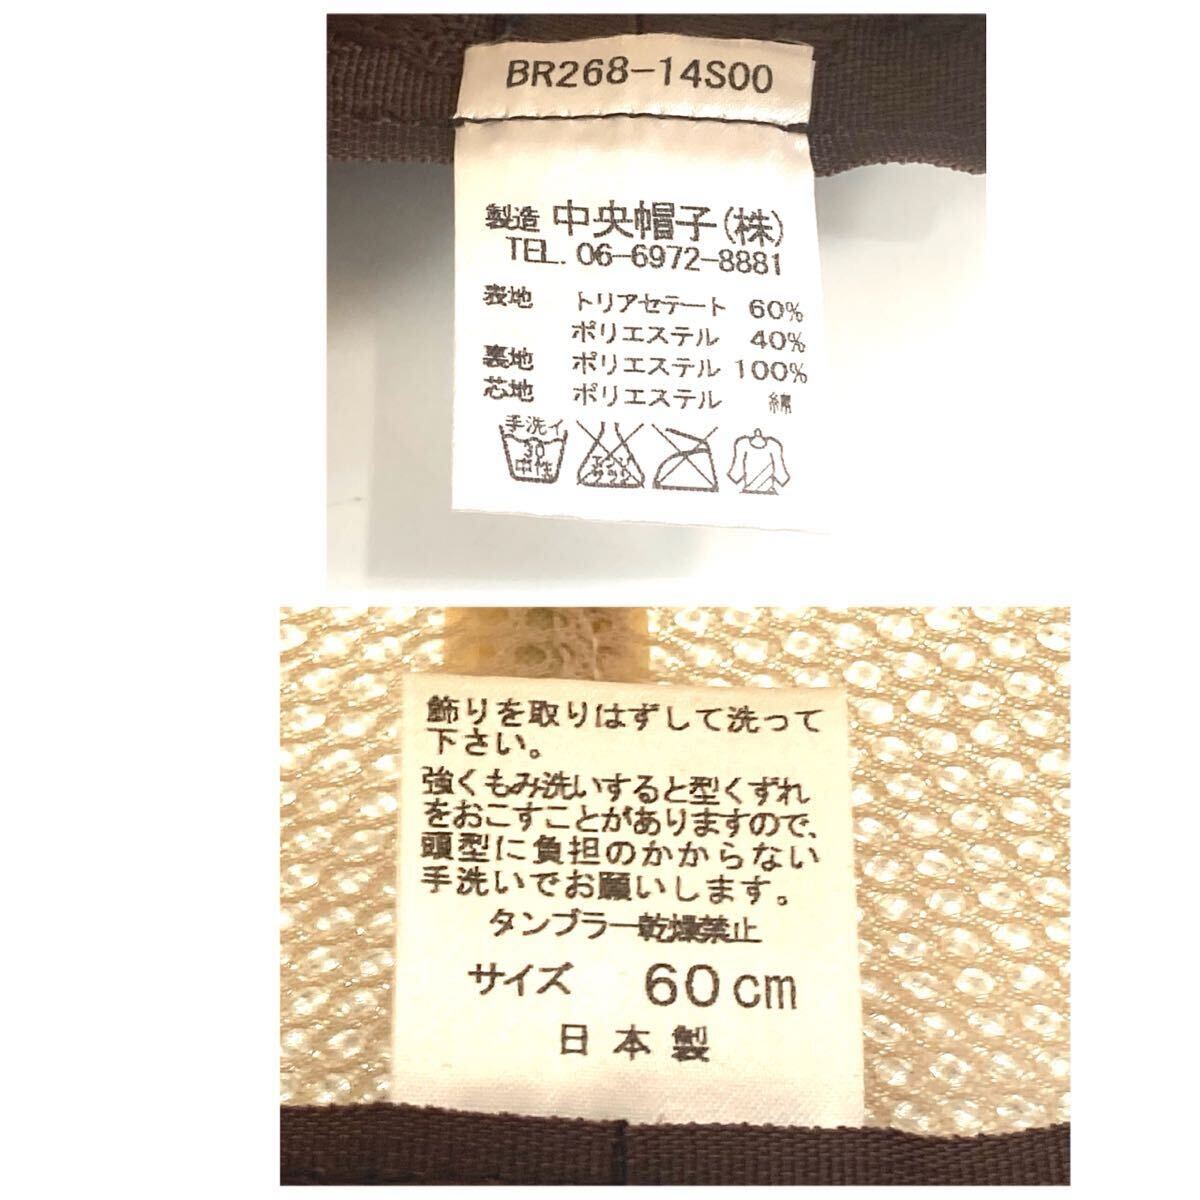 BR268-14S00
製造 中央帽子(株)
TEL. 06-6972-8881
表地 トリアセテート 60%
ポリエステル 40%
裏地 ポリエステル 100%
芯地 ポリエステル 綿
手洗イ
30
中性
エンソ
サラシ
飾りを取りはずして洗って
下さい。
強くもみ洗いすると型くずれ
をおこすことがありますので、
頭型に負担のかからない
手洗いでお願いします。
タンブラー乾燥禁止
サイズ 60cm
日本製